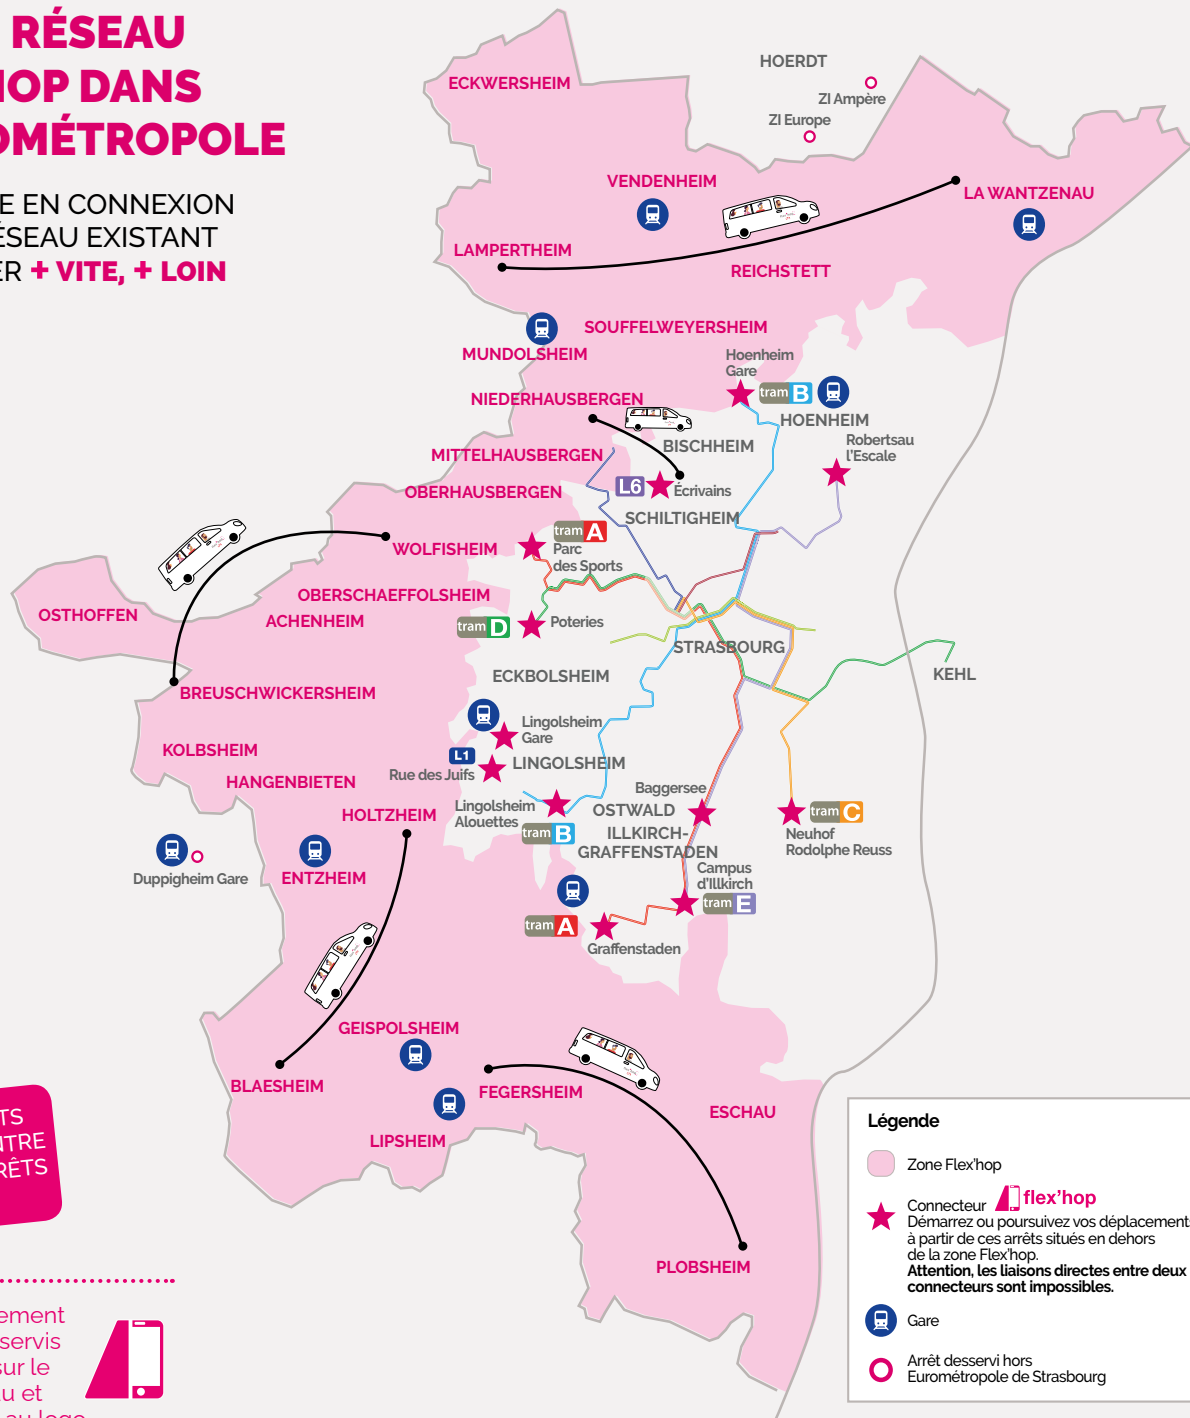 RÉSEAU
HOP DANS
OMÉTROPOLE
E EN CONNEXION
ÉSEAU EXISTANT
ER + VITE, + LOIN
ECKWERSHEIM
HOERDT
ZI Ampère
ZI Europe
VENDENHEIM
LA WANTZENAU
LAMPERTHEIM
REICHSTETT
SOUFFELWEYERSHEIM
MUNDOLSHEIM
Hoenheim
Gare
tram B
NIEDERHAUSBERGEN
HOENHEIM
BISCHHEIM
Robertsau
l'Escale
MITTELHAUSBERGEN
OBERHAUSBERGEN
L6
Écrivains
SCHILTIGHEIM
tram A
Parc
des Sports
WOLFISHEIM
OBERSCHAEFFOLSHEIM
OSTHOFFEN
ACHENHEIM
tram D
Poteries
STRASBOURG
ECKBOLSHEIM
KEHL
BREUSCHWICKERSHEIM
Lingolsheim
Gare
KOLBSHEIM
L1
LINGOLSHEIM
Rue des Juifs
HANGENBIETEN
Baggersee
HOLTZHEIM
Lingolsheim
Alouettes
OSTWALD
tram C
tram B
ILLKIRCH-
GRAFFENSTADEN
Neuhof
Rodolphe Reuss
Duppigheim Gare
ENTZHEIM
Campus
d'Illkirch
tram E
tram A
Graffenstaden
GEISPOLSHEIM
BLAESHEIM
FEGERSHEIM
ESCHAU
LIPSHEIM
PLOBSHEIM
TS
NTRE
RÊTS
ement
servis
sur le
u et
au logo
Légende
Zone Flex'hop
Connecteur flex'hop
Démarrez ou poursuivez vos déplacement
à partir de ces arrêts situés en dehors
de la zone Flex'hop.
Attention, les liaisons directes entre deux
connecteurs sont impossibles.
Gare
Arrêt desservi hors
Eurométropole de Strasbourg